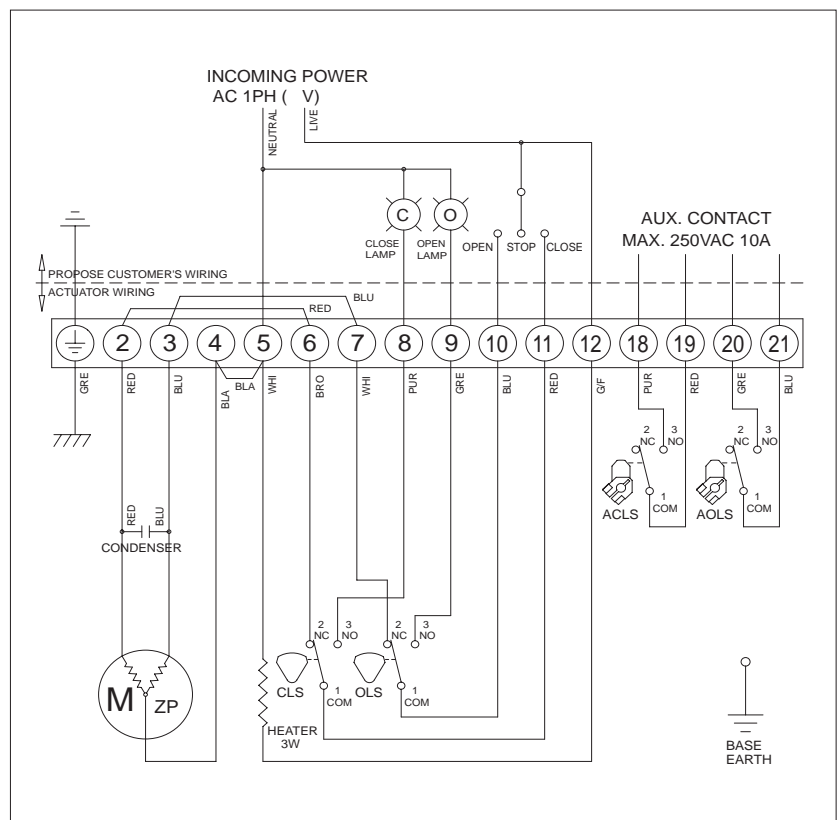 INCOMING POWER
AC 1PH ( V)
NEUTRAL
LIVE
C
O
CLOSE
LAMP
OPEN
LAMP
OPEN
STOP
CLOSE
AUX. CONTACT
MAX. 250VAC 10A
PROPOSE CUSTOMER'S WIRING
ACTUATOR WIRING
RED
BLU
2 3 4 5 6 7 8 9 10 11 12 18 19 20 21
BLA
GRE
RED
BLU
BLA
WHI
BRO
WHI
PUR
GRE
BLU
RED
G/F
PUR
RED
GRE
BLU
2
NC
3
NO
1
COM
ACLS
2
NC
3
NO
1
COM
AOLS
RED
BLU
CONDENSER
2
NC
3
NO
1
COM
CLS
2
NC
3
NO
1
COM
OLS
M
ZP
HEATER
3W
BASE
EARTH